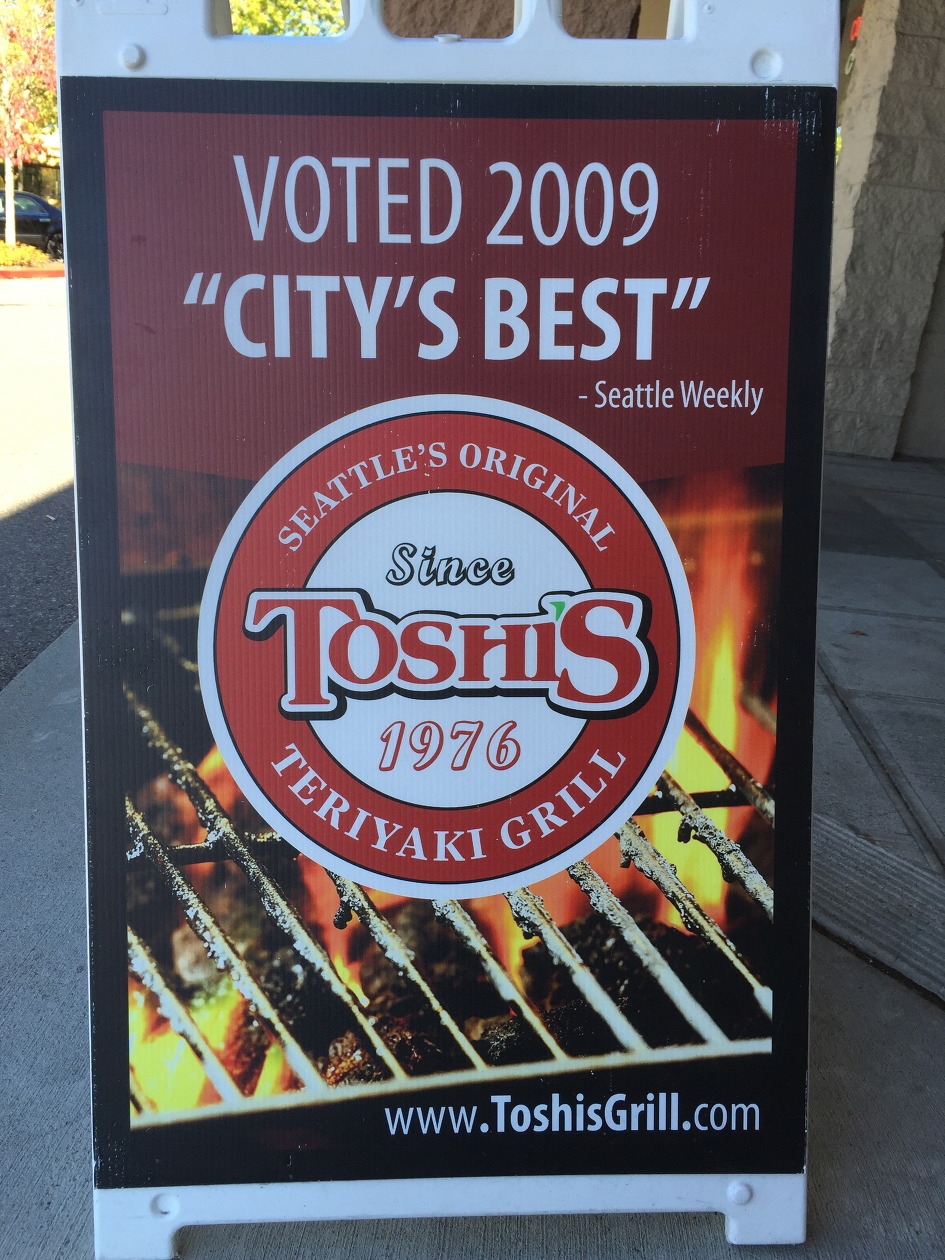 VOTED 2009
“CITY’S BEST”
- Seattle Weekly
SEATTLE’S ORIGINAL
Since
TOSHI’S
1976
TERIYAKI GRILL
www.ToshisGrill.com